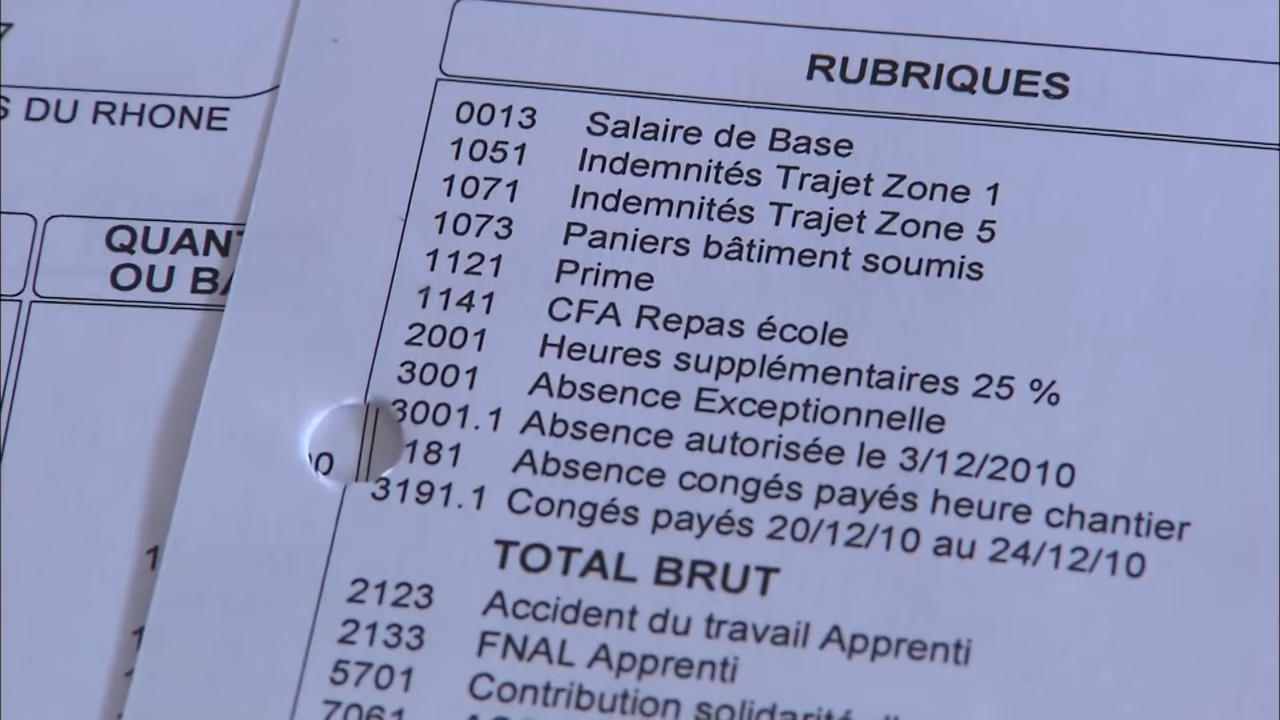 S DU RHONE
QUANT
OU BA
1
1
RUBRIQUES
0013 Salaire de Base
1051 Indemnités Trajet Zone 1
1071 Indemnités Trajet Zone 5
1073 Paniers bâtiment soumis
1121 Prime
1141 CFA Repas école
2001 Heures supplémentaires 25 %
3001 Absence Exceptionnelle
3001.1 Absence autorisée le 3/12/2010
181 Absence congés payés heure chantier
3191.1 Congés payés 20/12/10 au 24/12/10
TOTAL BRUT
2123 Accident du travail Apprenti
2133 FNAL Apprenti
5701 Contribution solidarité
7061